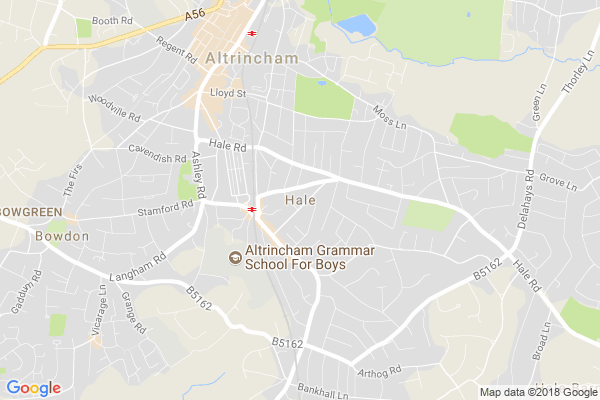 Booth Rd
A56
Regent Rd
Altrincham
Thorley Ln
Lloyd St
Green Ln
Woodville Rd
Moss Ln
Hale Rd
Cavendish Rd
Ashley Rd
The Firs
Grove Ln
Delahays Rd
BOWGREEN
Stamford Rd
Hale
Bowdon
Altrincham Grammar
School For Boys
Langham Rd
B5162
Hale Rd
Gaddum Rd
Vicarage Ln
Grange Rd
B5162
Broad Ln
B5162
Arthog Rd
Bankhall Ln
Google
Map data ©2018 Google